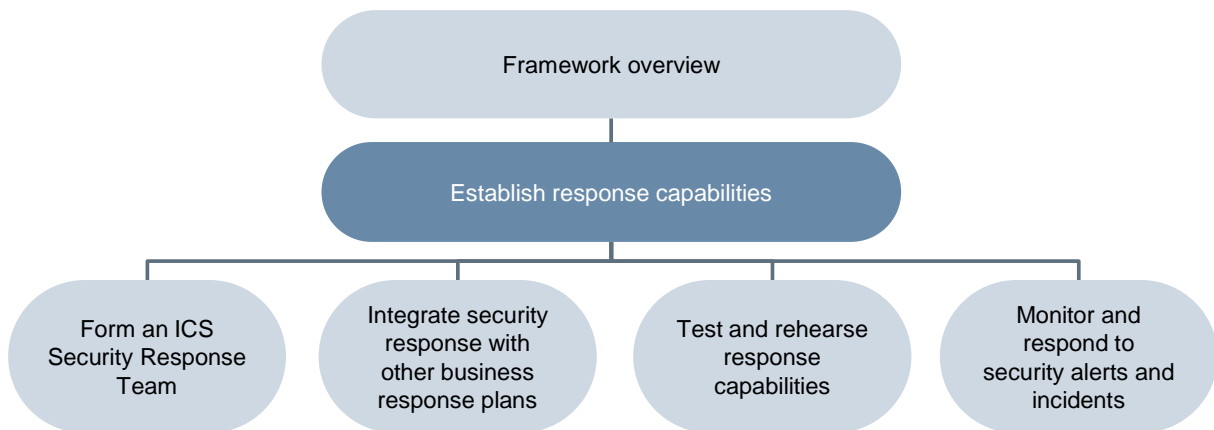 Framework overview
Establish response capabilities
Form an ICS
Security Response
Team
Integrate security
response with
other business
response plans
Test and rehearse
response
capabilities
Monitor and
respond to
security alerts and
incidents